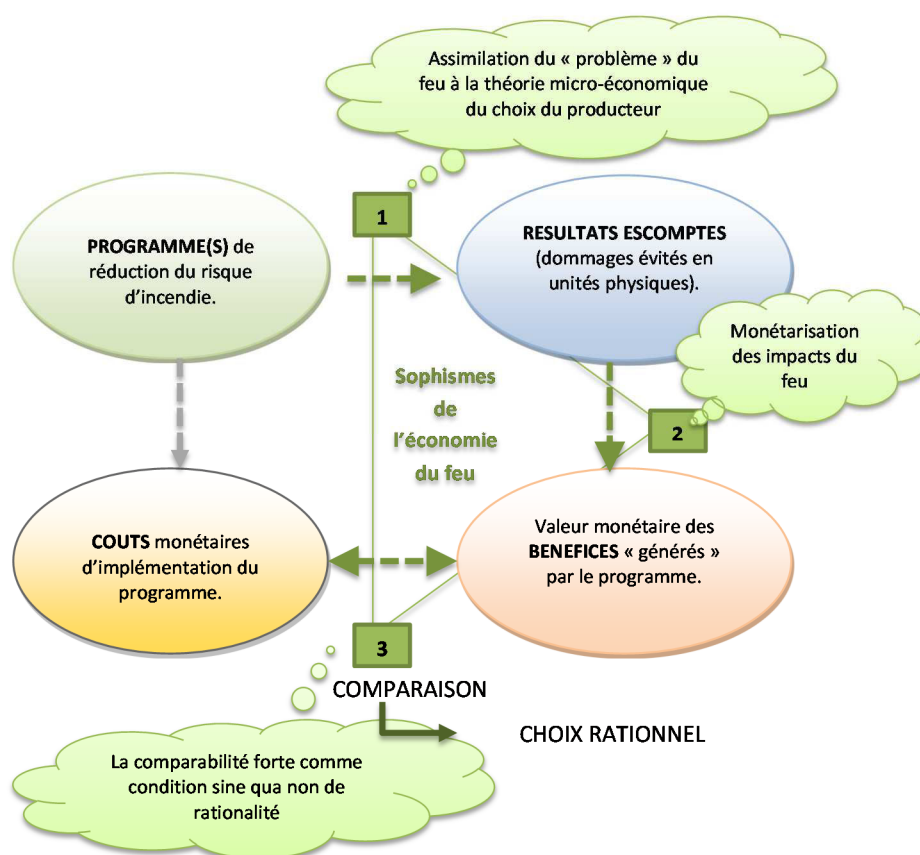 Assimilation du « problème » du
feu à la théorie micro-économique
du choix du producteur
1
PROGRAMME(S) de
réduction du risque
d'incendie.
RESULTATS ESCOMPTES
(dommages évités en
unités physiques).
Monétarisation
des impacts du
feu
Sophismes
de
l'économie
du feu
2
COUTS monétaires
d'implémentation du
programme.
Valeur monétaire des
BENEFICES « générés »
par le programme.
3
COMPARAISON
CHOIX RATIONNEL
La comparabilité forte comme
condition sine qua non de
rationalité